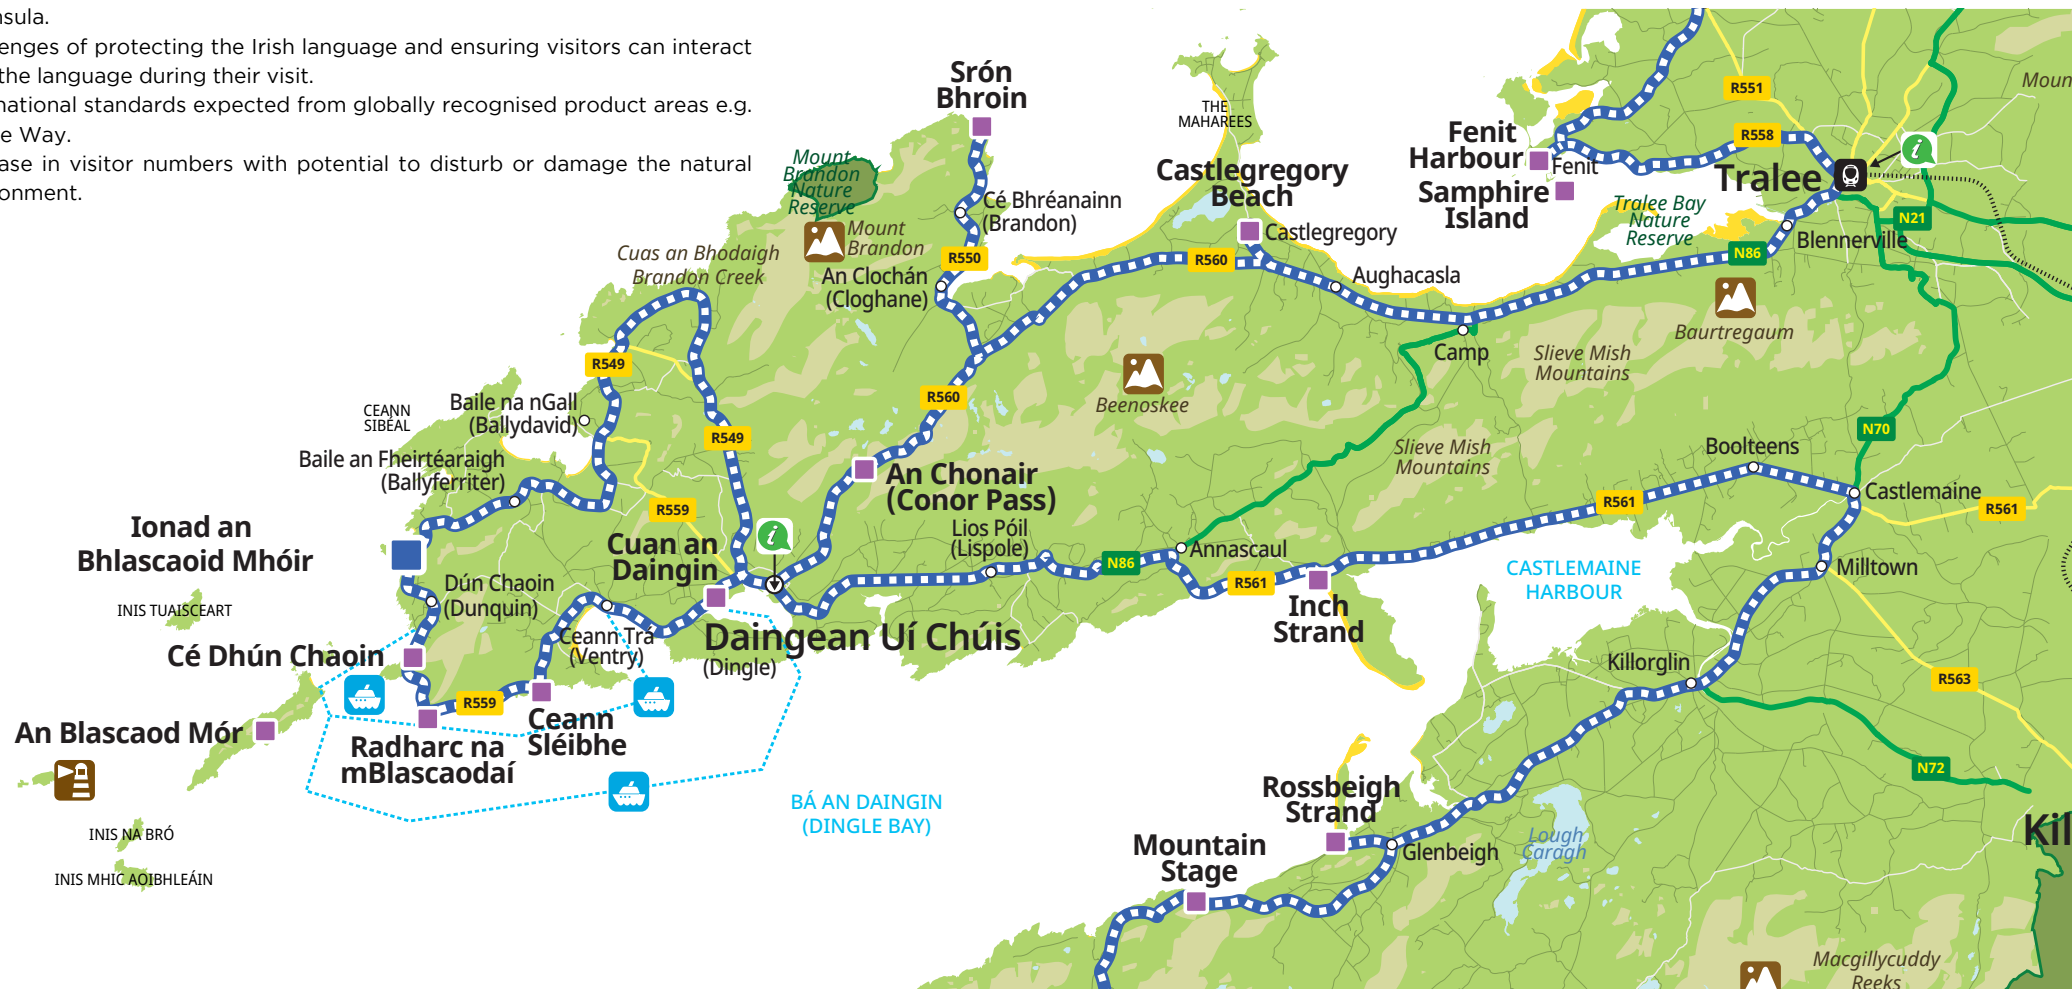 nsula.
enges of protecting the Irish language and ensuring visitors can interact
the language during their visit.
national standards expected from globally recognised product areas e.g.
e Way.
ase in visitor numbers with potential to disturb or damage the natural
onment.
Srón
Bhroin
THE
MAHAREES
Fenit
Harbour
Fenit
Samphire
Island
R551
R558
Tralee
Moun
Mount
Brandon
Nature
Reserve
Mount
Brandon
Cé Bhréanainn
(Brandon)
Castlegregory
Beach
Castlegregory
Tralee Bay
Nature
Reserve
N21
Blennerville
N86
Cuas an Bhodaigh
Brandon Creek
An Clochán
(Cloghane)
R550
R560
Aughacasla
Baurtregaum
Camp
Slieve Mish
Mountains
R549
Beenoskee
R560
CEANN
SIBÉAL
Baile na nGall
(Ballydavid)
R549
N70
Baile an Fheirtéaraigh
(Ballyferriter)
An Chonair
(Conor Pass)
Slieve Mish
Mountains
Boolteens
Castlemaine
R561
R561
R559
Ionad an
Bhlascaoid Mhóir
Cuan an
Daingin
Lios Póil
(Lispole)
N86
Annascaul
R561
Inch
Strand
CASTLEMAINE
HARBOUR
Milltown
INIS TUAISCEART
Dún Chaoin
(Dunquin)
Ceann Tra
(Ventry)
Daingean Uí Chúis
(Dingle)
Cé Dhún Chaoin
Killorglin
R563
R559
Ceann
Sléibhe
An Blascaod Mór
Radharc na
mBlascaodaí
N72
BÁ AN DAINGIN
(DINGLE BAY)
Rossbeigh
Strand
INIS NA BRÓ
Mountain
Stage
Glenbeigh
Lough
Caragh
Kil
INIS MHIC AOIBHLEÁIN
Macgillycuddy
Reeks